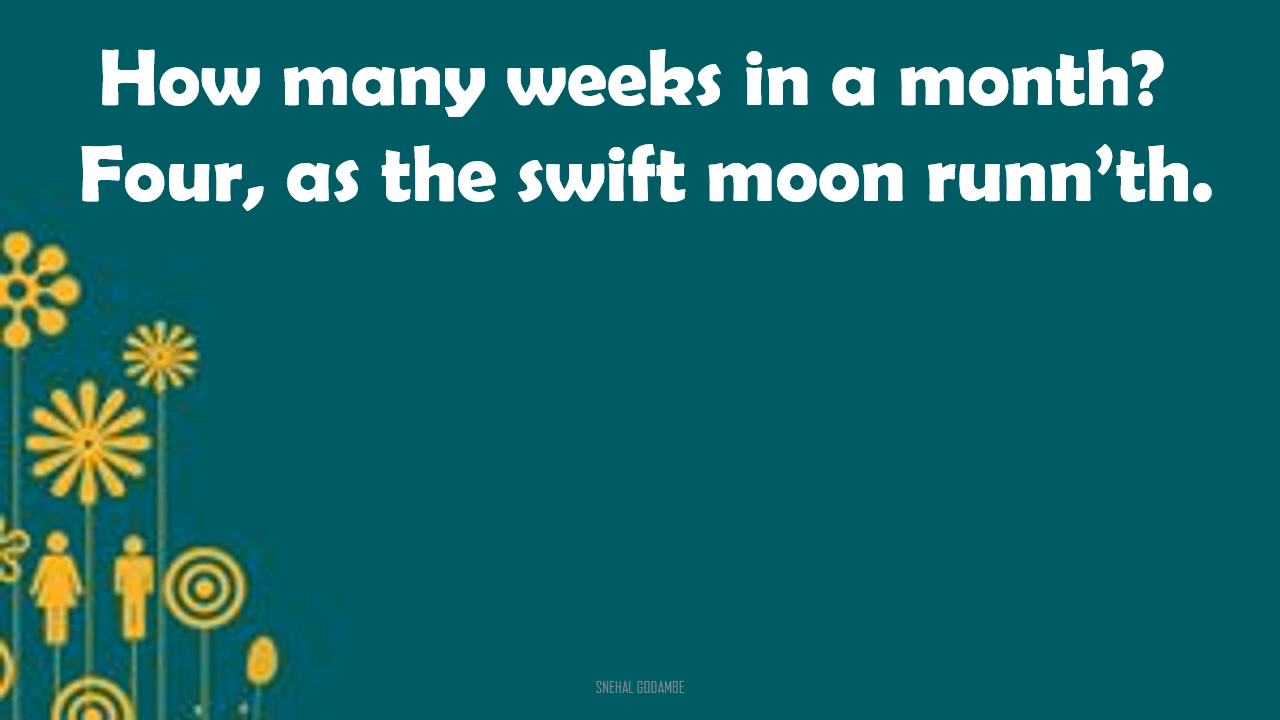 How many weeks in a month?
Four, as the swift moon runn’th.
SNEHAL GODAMBE